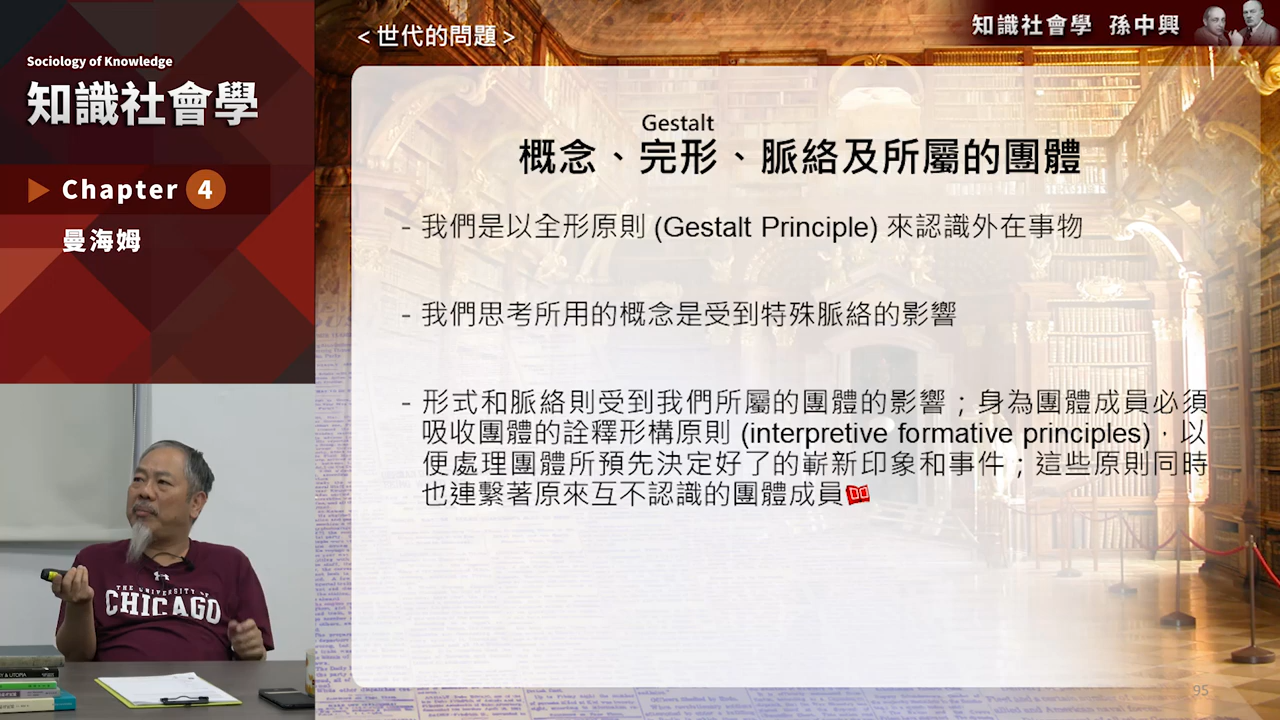 Sociology of Knowledge
知識社會學
Chapter 4
曼海姆
< 世代的問題 >
知識社會學 孫中興
Gestalt
概念、完形、脈絡及所屬的團體
- 我們是以全形原則 (Gestalt Principle) 來認識外在事物
- 我們思考所用的概念是受到特殊脈絡的影響
- 形式和脈絡則受到我們所屬的團體的影響；身為團體成員必須
吸收團體的詮釋形構原則 (interpretive formative principles)，以
便處理團體所預先決定好了的嶄新印象和事件；這些原則同時
也連繫著原來互不認識的團體成員
THE UNIVERSITY OF
CHICAGO
95